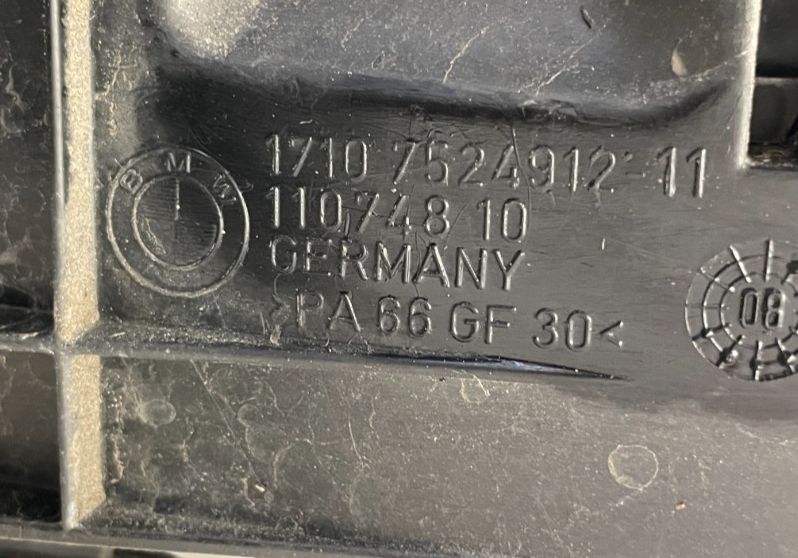 BMW
1710 7524912-11
110748 10
GERMANY
>PA 66 GF 30<
08